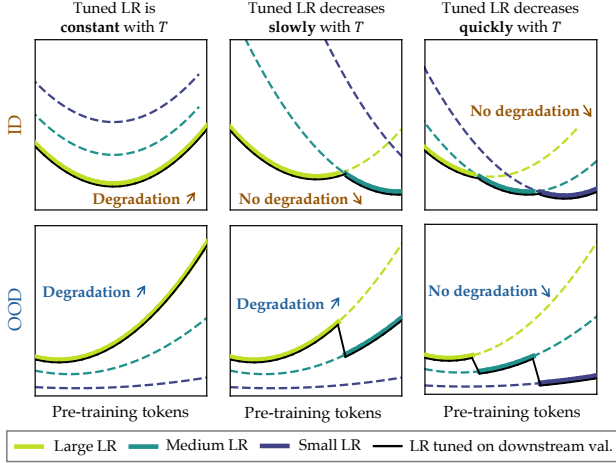 Tuned LR is
constant with T
Tuned LR decreases
slowly with T
Tuned LR decreases
quickly with T
ID
Degradation ↗
No degradation ↘
No degradation ↘
OOD
Degradation ↗
Degradation ↗
No degradation ↘
Pre-training tokens
Pre-training tokens
Pre-training tokens
Large LR
Medium LR
Small LR
LR tuned on downstream val.